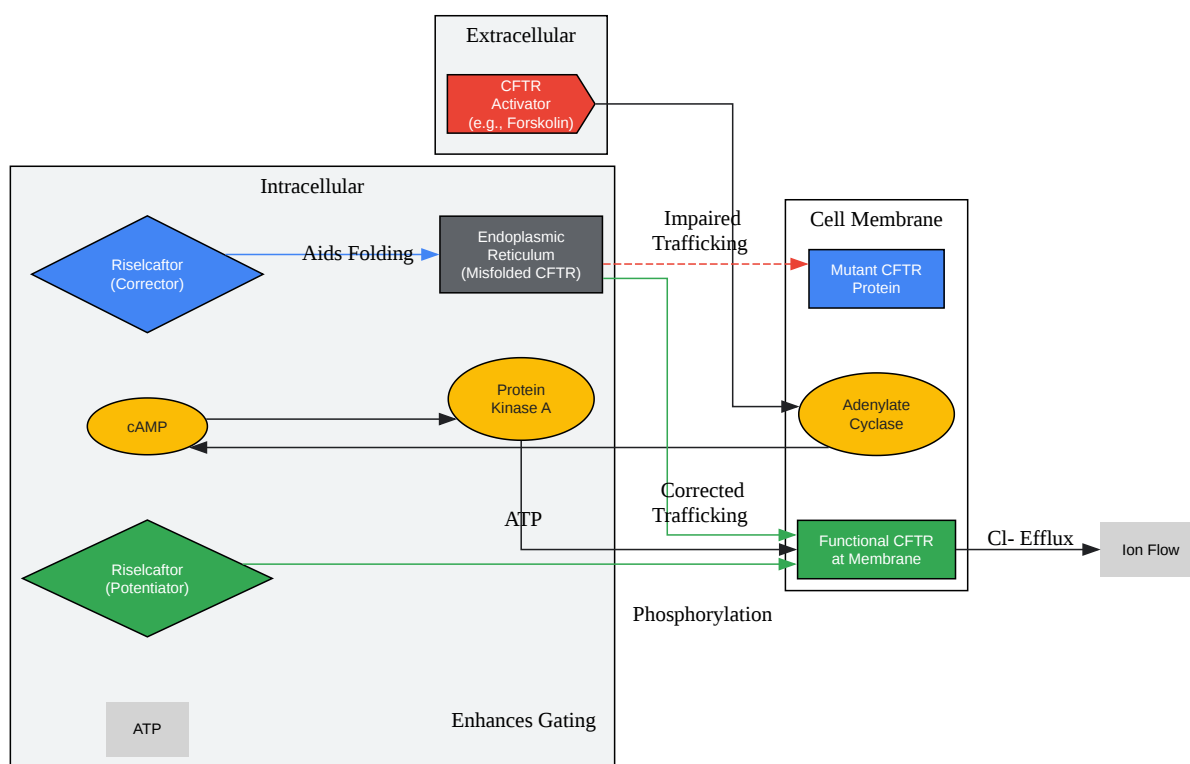 Extracellular
CFTR
Activator
(e.g., Forskolin)
Intracellular
Riselcaftor
(Corrector)
Aids Folding
Endoplasmic
Reticulum
(Misfolded CFTR)
Impaired
Trafficking
Cell Membrane
Mutant CFTR
Protein
cAMP
Protein
Kinase A
Adenylate
Cyclase
ATP
Corrected
Trafficking
Riselcaftor
(Potentiator)
Functional CFTR
at Membrane
Cl- Efflux
Ion Flow
Phosphorylation
Enhances Gating
ATP